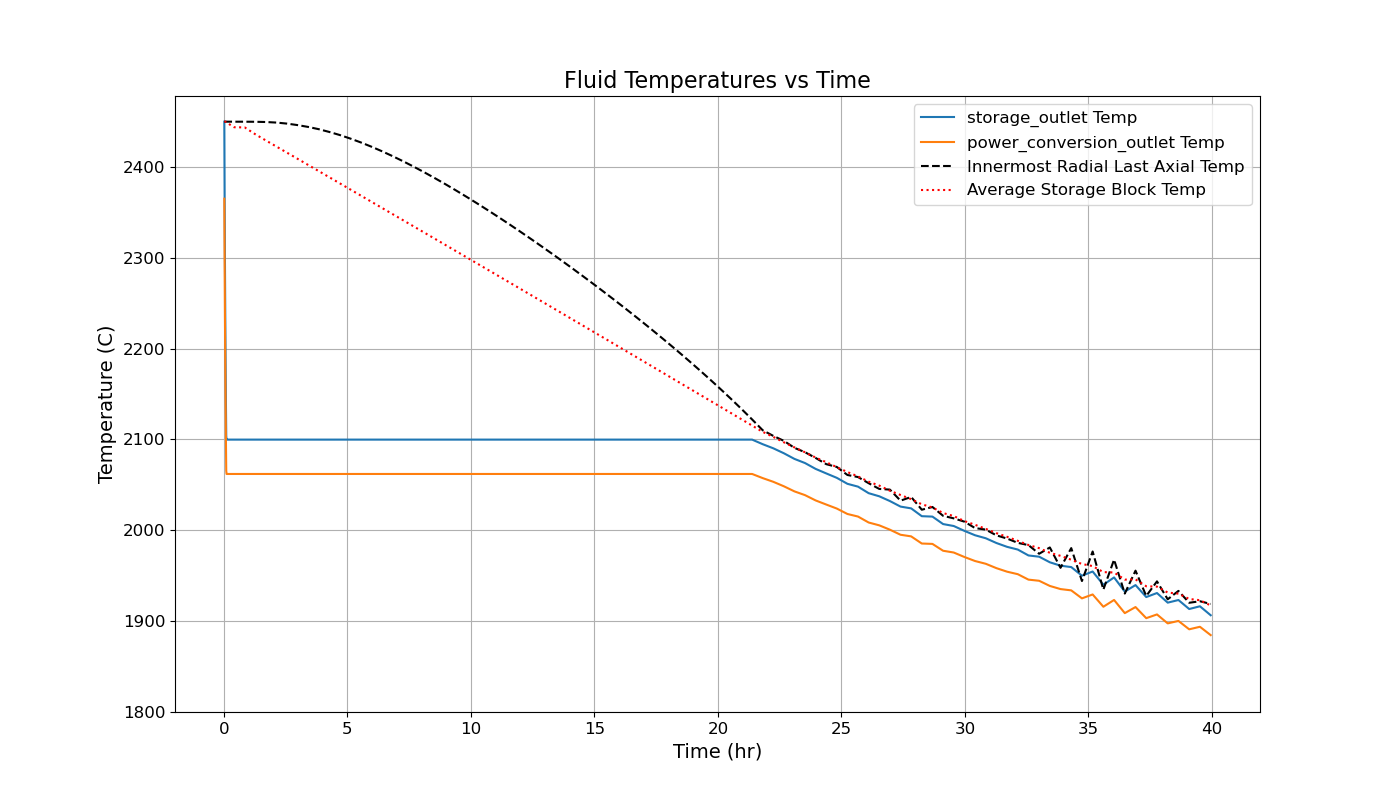 Fluid Temperatures vs Time
storage_outlet Temp
power_conversion_outlet Temp
Innermost Radial Last Axial Temp
Average Storage Block Temp
Temperature (C)
2400
2300
2200
2100
2000
1900
1800
0 5 10 15 20 25 30 35 40
Time (hr)